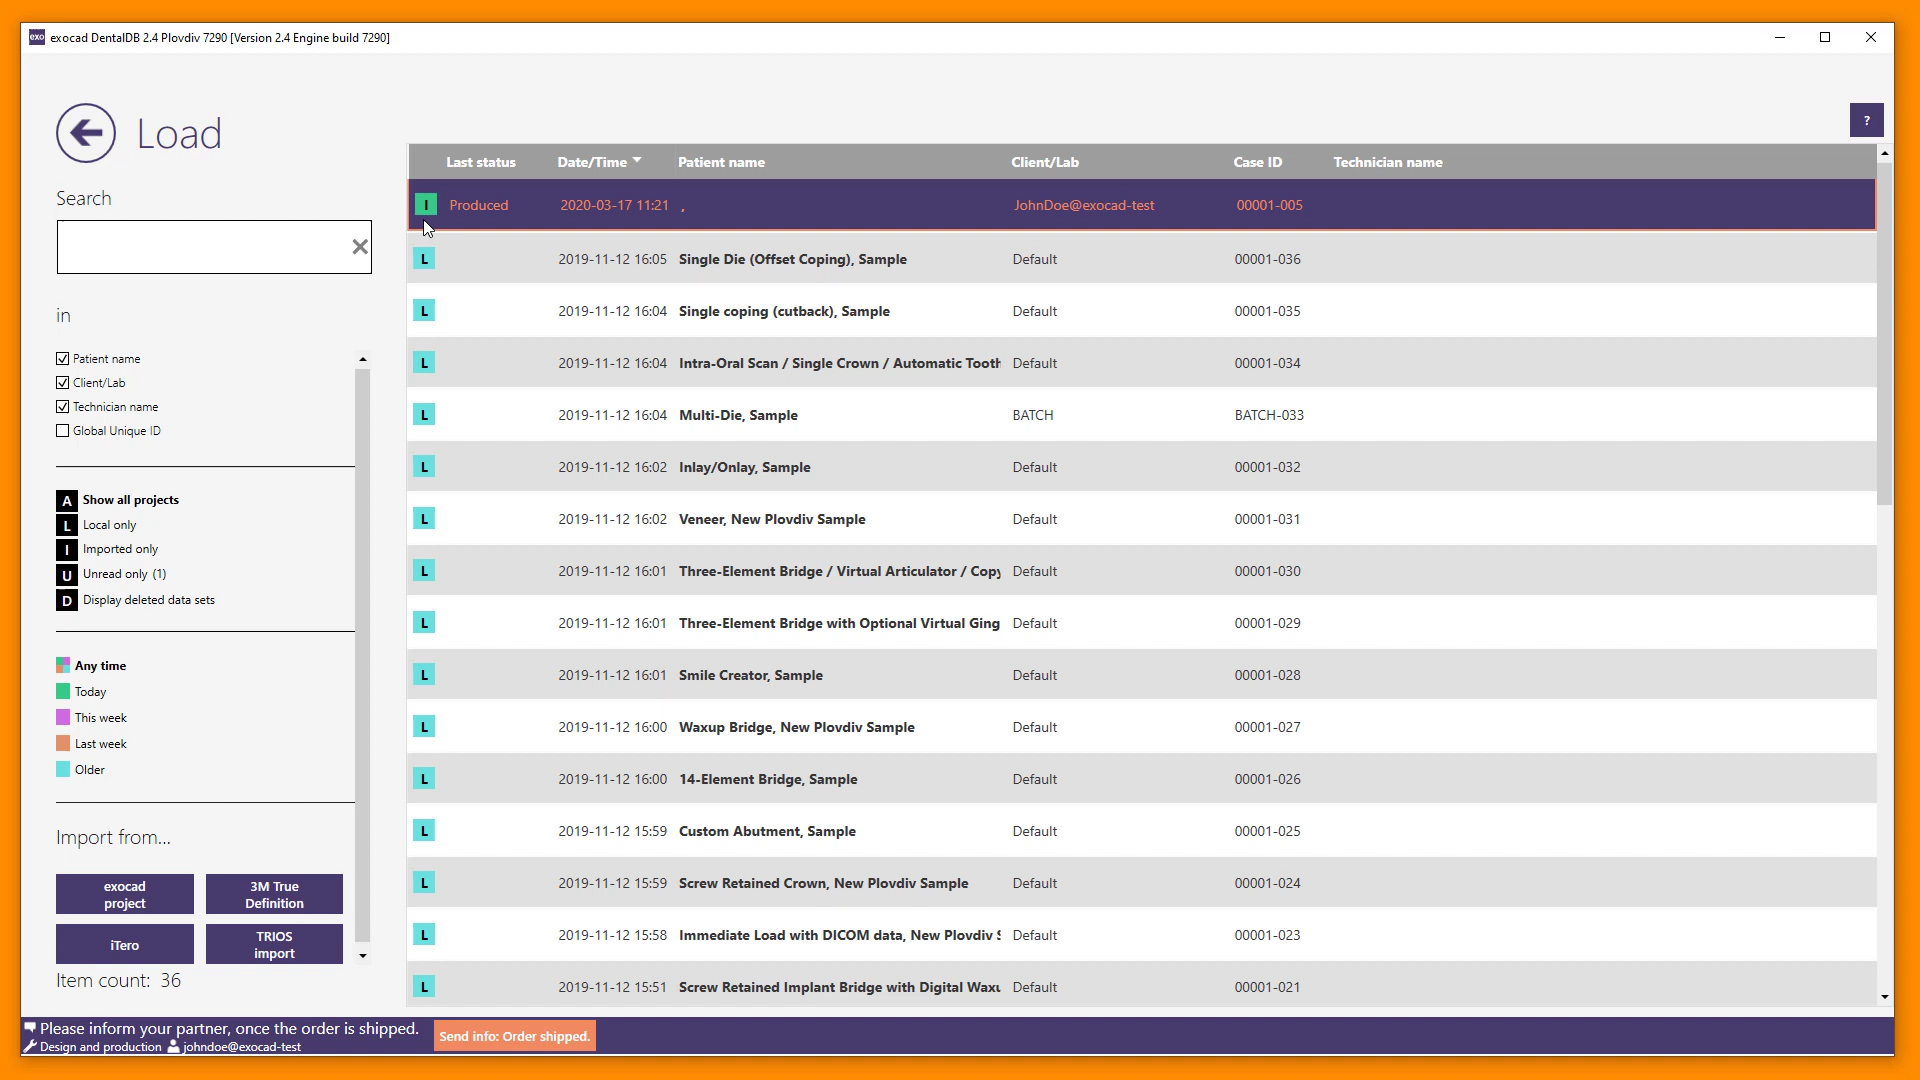 exo exocad DentalDB 2.4 Plovdiv 7290 [Version 2.4 Engine build 7290]
Load
?
Search
in
Patient name
Client/Lab
Technician name
Global Unique ID
A Show all projects
L Local only
I Imported only
U Unread only (1)
D Display deleted data sets
Any time
Today
This week
Last week
Older
Import from...
exocad
project
3M True
Definition
iTero
TRIOS
import
Item count: 36
Last status Date/Time Patient name Client/Lab Case ID Technician name
I Produced 2020-03-17 11:21 , JohnDoe@exocad-test 00001-005
L 2019-11-12 16:05 Single Die (Offset Coping), Sample Default 00001-036
L 2019-11-12 16:04 Single coping (cutback), Sample Default 00001-035
L 2019-11-12 16:04 Intra-Oral Scan / Single Crown / Automatic Tooth Default 00001-034
L 2019-11-12 16:04 Multi-Die, Sample BATCH BATCH-033
L 2019-11-12 16:02 Inlay/Onlay, Sample Default 00001-032
L 2019-11-12 16:02 Veneer, New Plovdiv Sample Default 00001-031
L 2019-11-12 16:01 Three-Element Bridge / Virtual Articulator / Copy Default 00001-030
L 2019-11-12 16:01 Three-Element Bridge with Optional Virtual Ging Default 00001-029
L 2019-11-12 16:01 Smile Creator, Sample Default 00001-028
L 2019-11-12 16:00 Waxup Bridge, New Plovdiv Sample Default 00001-027
L 2019-11-12 16:00 14-Element Bridge, Sample Default 00001-026
L 2019-11-12 15:59 Custom Abutment, Sample Default 00001-025
L 2019-11-12 15:59 Screw Retained Crown, New Plovdiv Sample Default 00001-024
L 2019-11-12 15:58 Immediate Load with DICOM data, New Plovdiv S Default 00001-023
L 2019-11-12 15:51 Screw Retained Implant Bridge with Digital Waxu Default 00001-021
Please inform your partner, once the order is shipped.
Send info: Order shipped.
Design and production johndoe@exocad-test